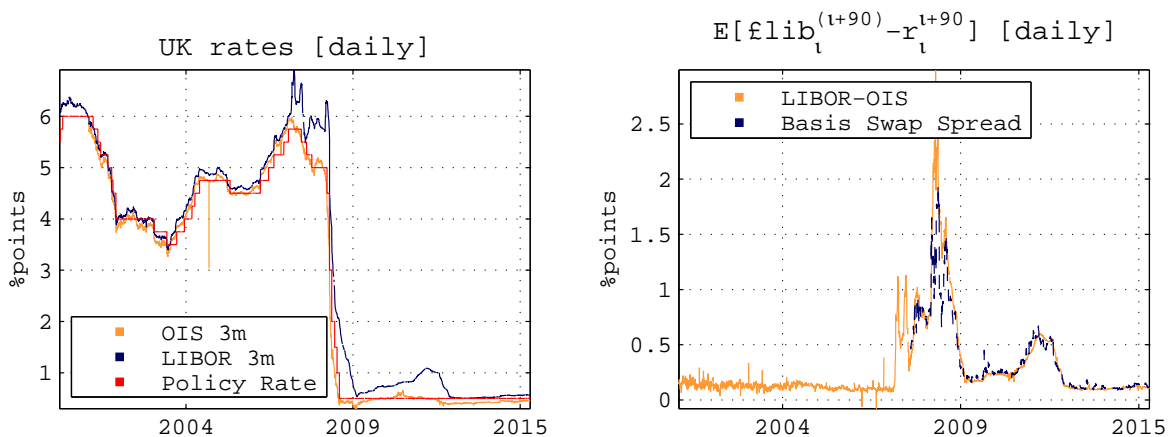 UK rates [daily]
%points
6
5
4
3
2
1
OIS 3m
LIBOR 3m
Policy Rate
2004
2009
2015
E[£lib_ι^(ι+90) −r_ι^ι+90] [daily]
%points
2.5
2
1.5
1
0.5
0
LIBOR−OIS
Basis Swap Spread
2004
2009
2015